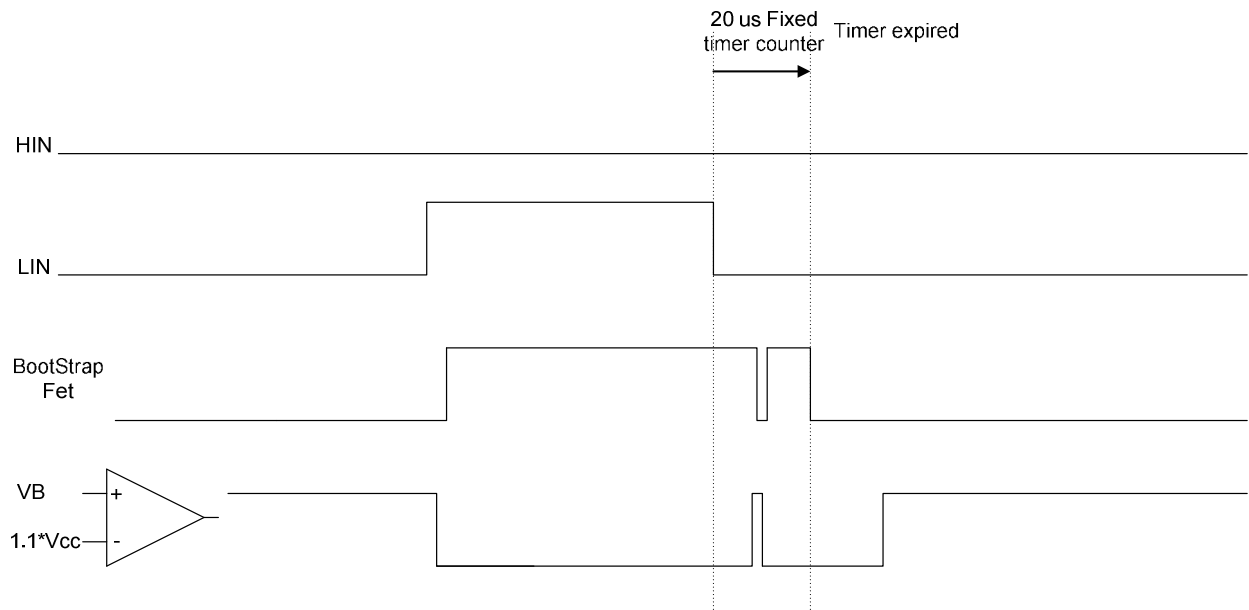 20 us Fixed
timer counter
Timer expired
HIN
LIN
BootStrap
Fet
VB
+
1.1*Vcc
-